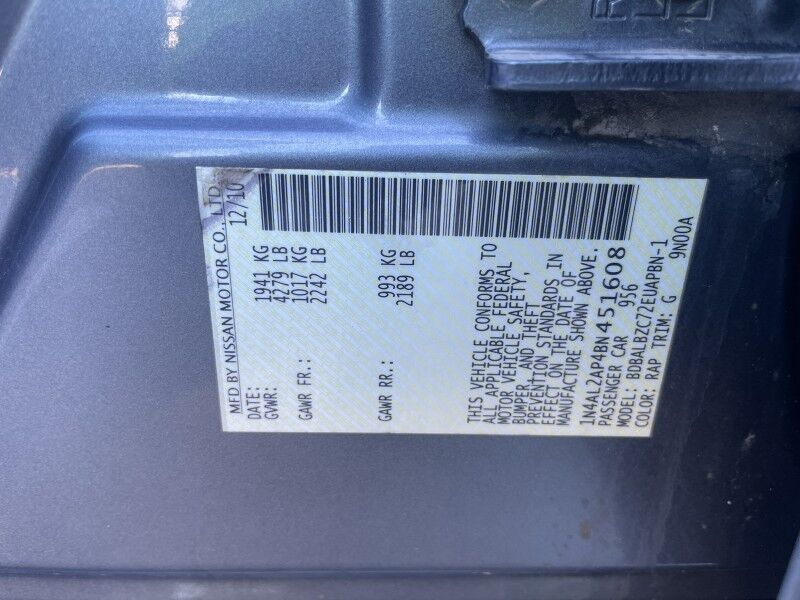 MFD BY NISSAN MOTOR CO., LTD
DATE: 12/10
GVWR: 1941 KG
4279 LB
GAWR FR.: 1017 KG
2242 LB
GAWR RR.: 993 KG
2189 LB
THIS VEHICLE CONFORMS TO
ALL APPLICABLE FEDERAL
MOTOR VEHICLE SAFETY,
BUMPER, AND THEFT
PREVENTION STANDARDS IN
EFFECT ON THE DATE OF
MANUFACTURE SHOWN ABOVE.
1N4AL2AP4BN451608
PASSENGER CAR 956
MODEL: BDBALBZC72EUAPBN-1
COLOR: RAP TRIM: G 9N00A